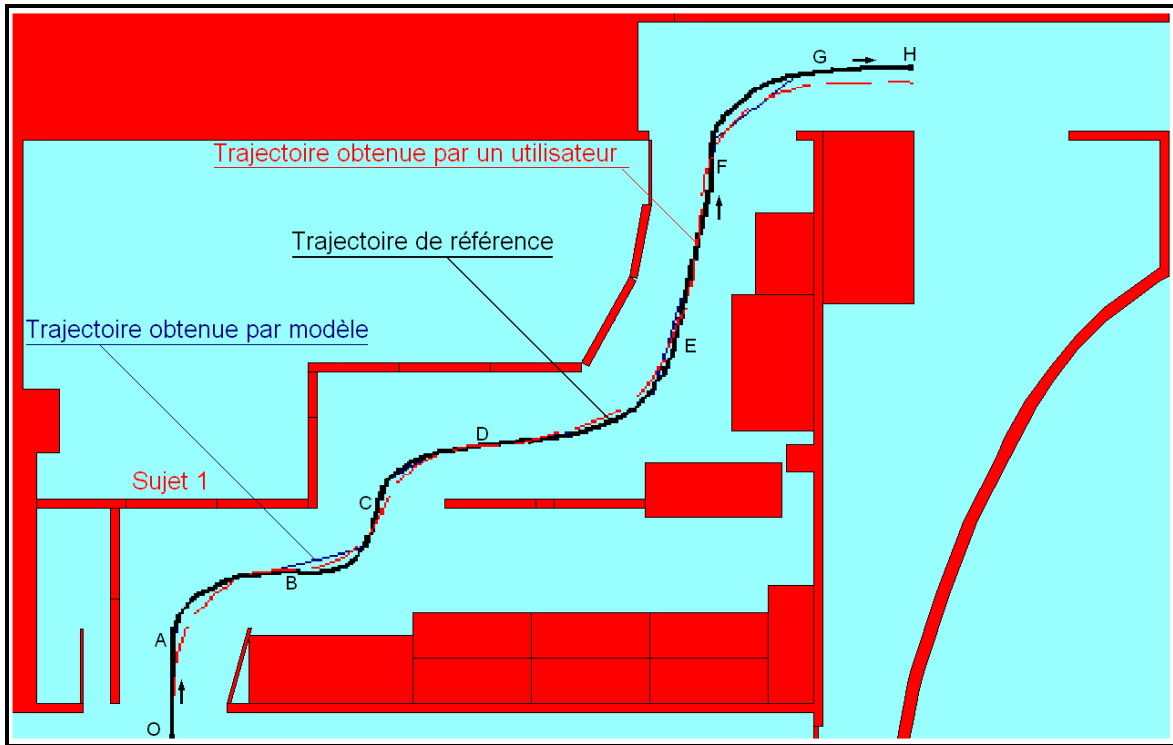 G
H
Trajectoire obtenue par un utilisateur
F
Trajectoire de référence
Trajectoire obtenue par modèle
E
D
Sujet 1
C
B
A
O